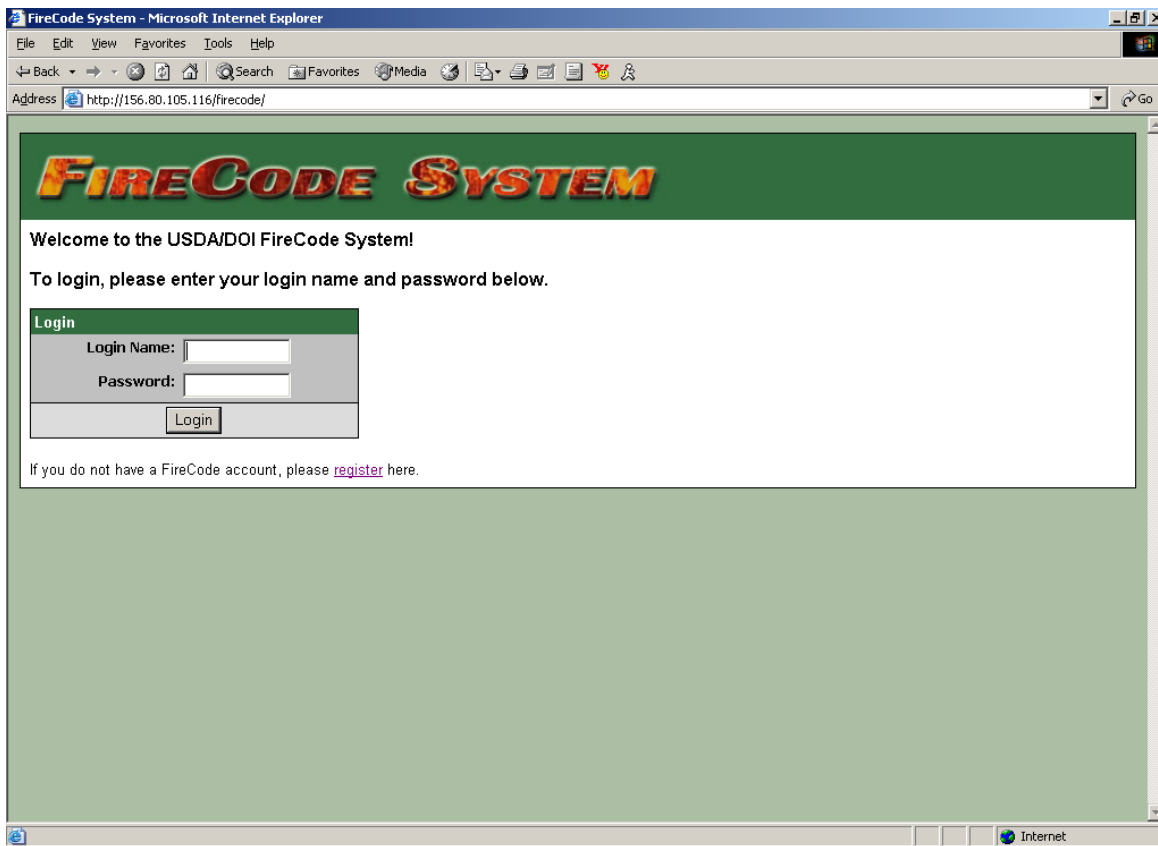 FireCode System - Microsoft Internet Explorer
File Edit View Favorites Tools Help
Back Search Favorites Media
Address http://156.80.105.116/firecode/ Go
FireCode System
Welcome to the USDA/DOI FireCode System!
To login, please enter your login name and password below.
Login
Login Name:
Password:
Login
If you do not have a FireCode account, please register here.
Internet